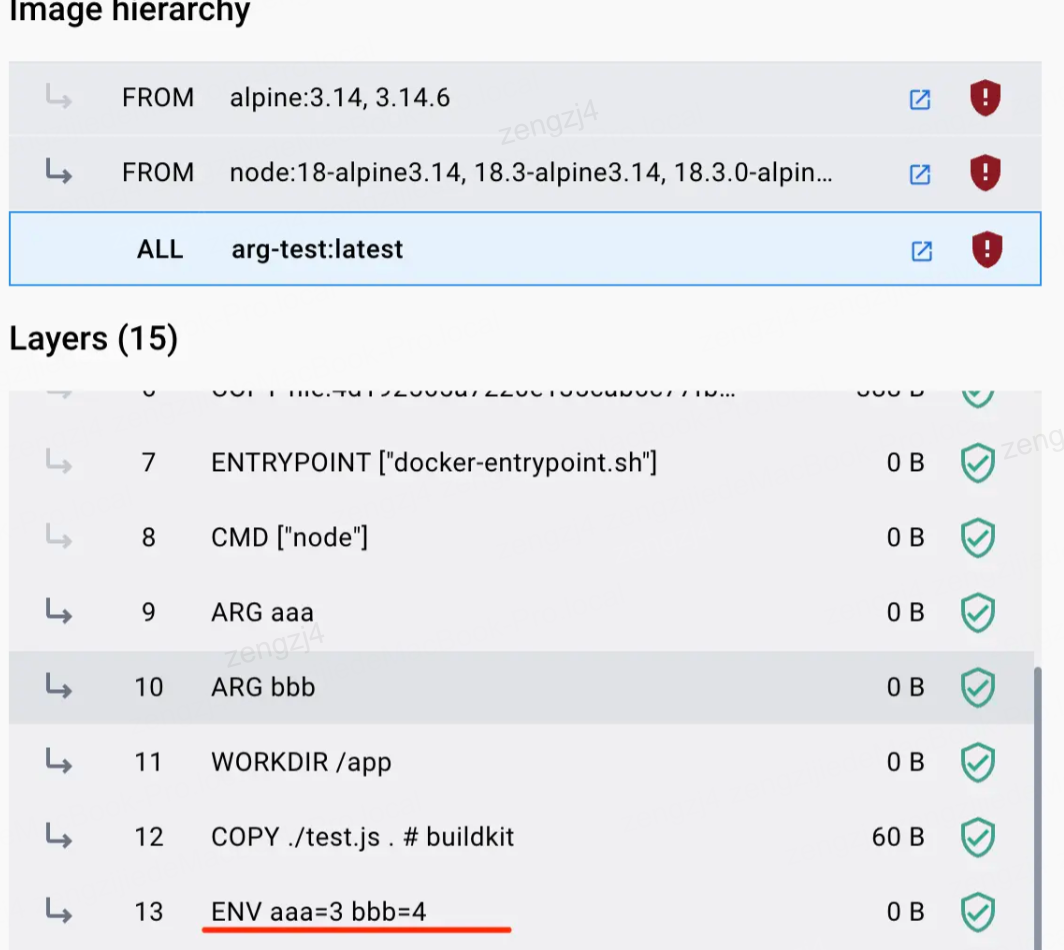 Image hierarchy
FROM alpine:3.14, 3.14.6
zengzj4
FROM node:18-alpine3.14, 18.3-alpine3.14, 18.3.0-alpin...
ALL arg-test:latest
Layers (15)
7 ENTRYPOINT ["docker-entrypoint.sh"] 0 B
zeng
8 CMD ["node"] 0 B
9 ARG aaa 0 B
zengzj4
10 ARG bbb 0 B
11 WORKDIR /app 0 B
12 COPY ./test.js . # buildkit 60 B
13 ENV aaa=3 bbb=4 0 B